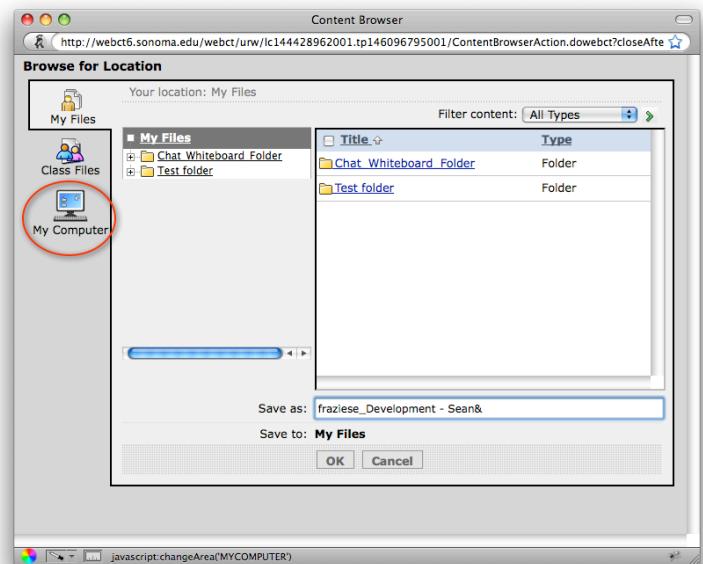 Content Browser
http://webct6.sonoma.edu/webct/urw/lc144428962001.tp146096795001/ContentBrowserAction.dowebct?closeAfte
Browse for Location
My Files
Class Files
My Computer
Your location: My Files
Filter content: All Types
My Files
Chat_Whiteboard_Folder
Test folder
Title Type
Chat_Whiteboard_Folder Folder
Test folder Folder
Save as: fraziese_Development - Sean&
Save to: My Files
OK Cancel
javascript:changeArea('MYCOMPUTER')